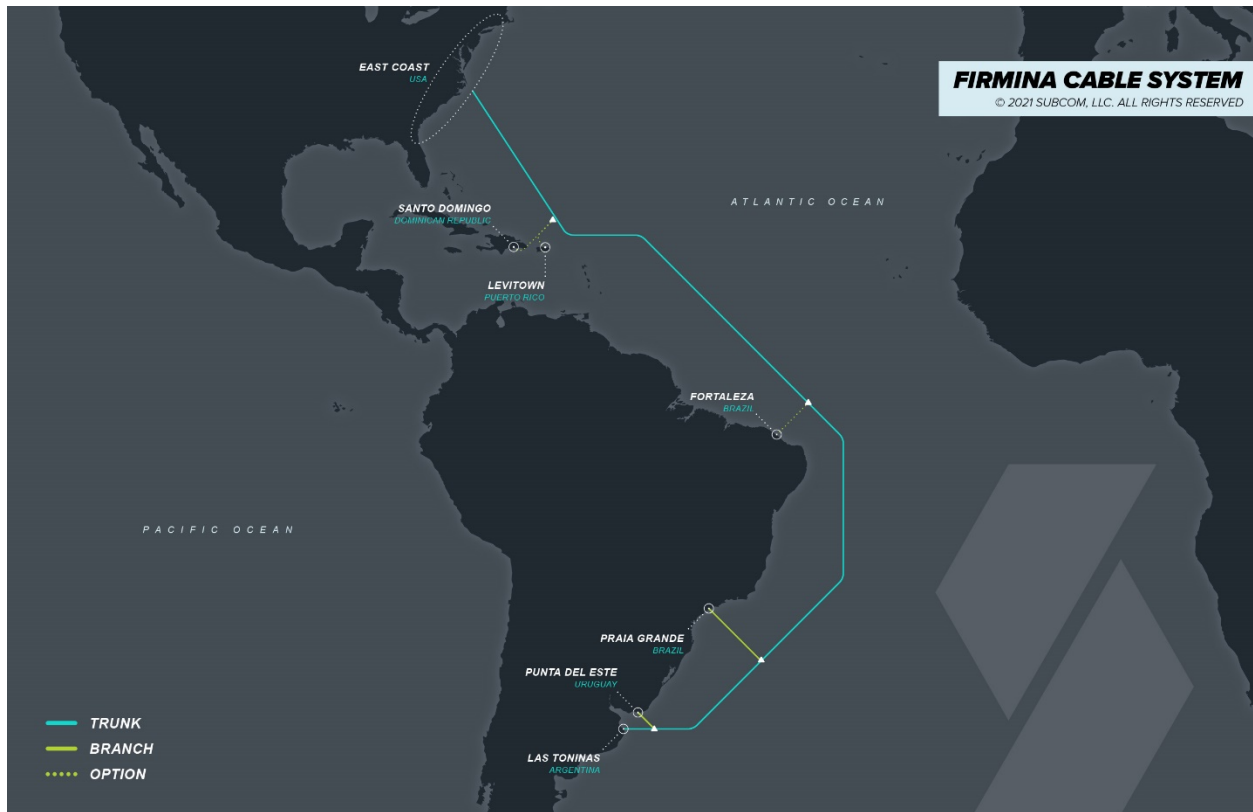 FIRMINA CABLE SYSTEM
© 2021 SUBCOM, LLC. ALL RIGHTS RESERVED
EAST COAST
USA
ATLANTIC OCEAN
SANTO DOMINGO
DOMINICAN REPUBLIC
LEVITOWN
PUERTO RICO
FORTALEZA
BRAZIL
PACIFIC OCEAN
PRAIA GRANDE
BRAZIL
PUNTA DEL ESTE
URUGUAY
LAS TONINAS
ARGENTINA
TRUNK
BRANCH
OPTION